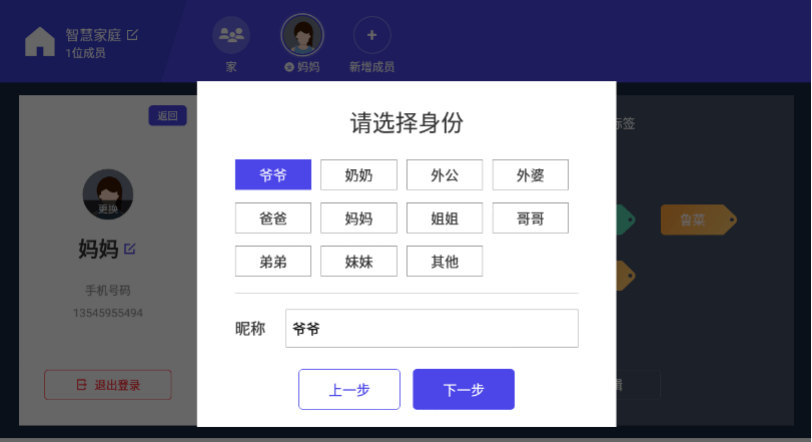 智慧家庭
1位成员
家
妈妈
新增成员
返回
更换
妈妈
手机号码
13545955494
退出登录
请选择身份
爷爷 奶奶 外公 外婆
爸爸 妈妈 姐姐 哥哥
弟弟 妹妹 其他
昵称 爷爷
上一步 下一步
标签
鲁菜